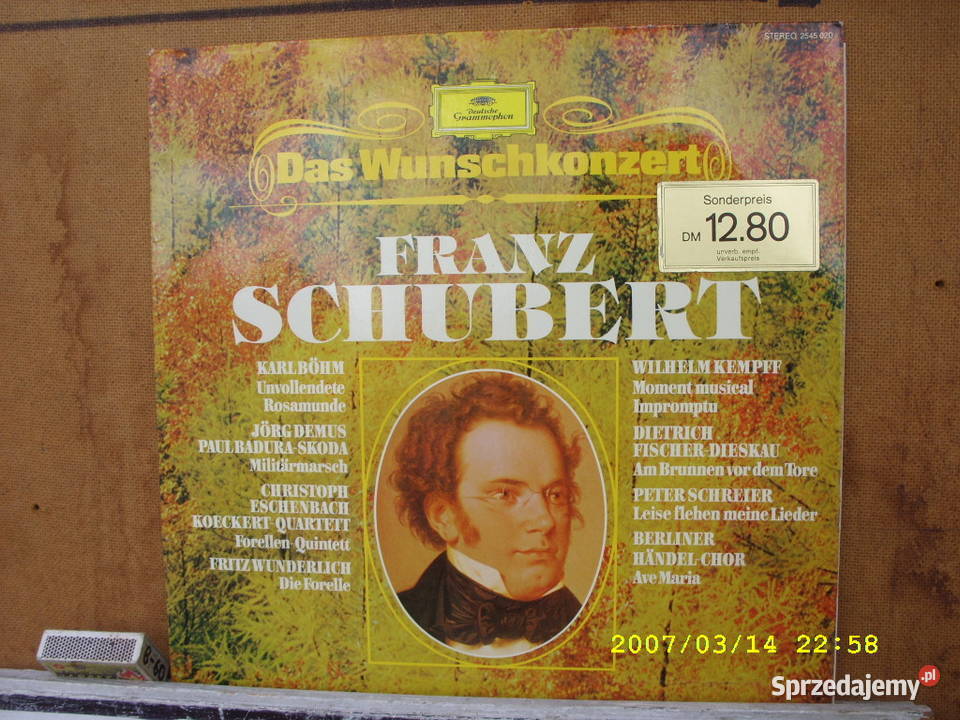 STEREO 2545 020
Deutsche
Grammophon
Das Wunschkonzert
Sonderpreis
DM 12.80
unverb. empf.
Verkaufspreis
FRANZ
SCHUBERT
KARL BÖHM
Unvollendete
Rosamunde
JÖRG DEMUS
PAUL BADURA-SKODA
Militärmarsch
CHRISTOPH
ESCHENBACH
KOECKERT-QUARTETT
Forellen-Quintett
FRITZ WUNDERLICH
Die Forelle
WILHELM KEMPFF
Moment musical
Impromptu
DIETRICH
FISCHER-DIESKAU
Am Brunnen vor dem Tore
PETER SCHREIER
Leise flehen meine Lieder
BERLINER
HÄNDEL-CHOR
Ave Maria
B-60
2007/03/14 22:58
Sprzedajemy.pl